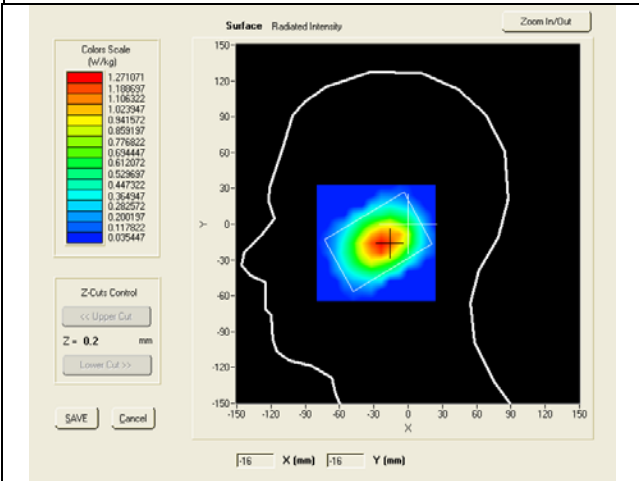 Surface Radiated Intensity
Zoom In/Out
Colors Scale
(W/kg)
1.271071
1.188697
1.106322
1.023947
0.941572
0.859197
0.776822
0.694447
0.612072
0.529697
0.447322
0.364947
0.282572
0.200197
0.117822
0.035447
Z-Cuts Control
<< Upper Cut
Z = 0.2 mm
Lower Cut >>
SAVE Cancel
150
120
90
60
30
0
-30
-60
-90
-120
-150
Y
-150 -120 -90 -60 -30 0 30 60 90 120 150
X
-16 X (mm) -16 Y (mm)